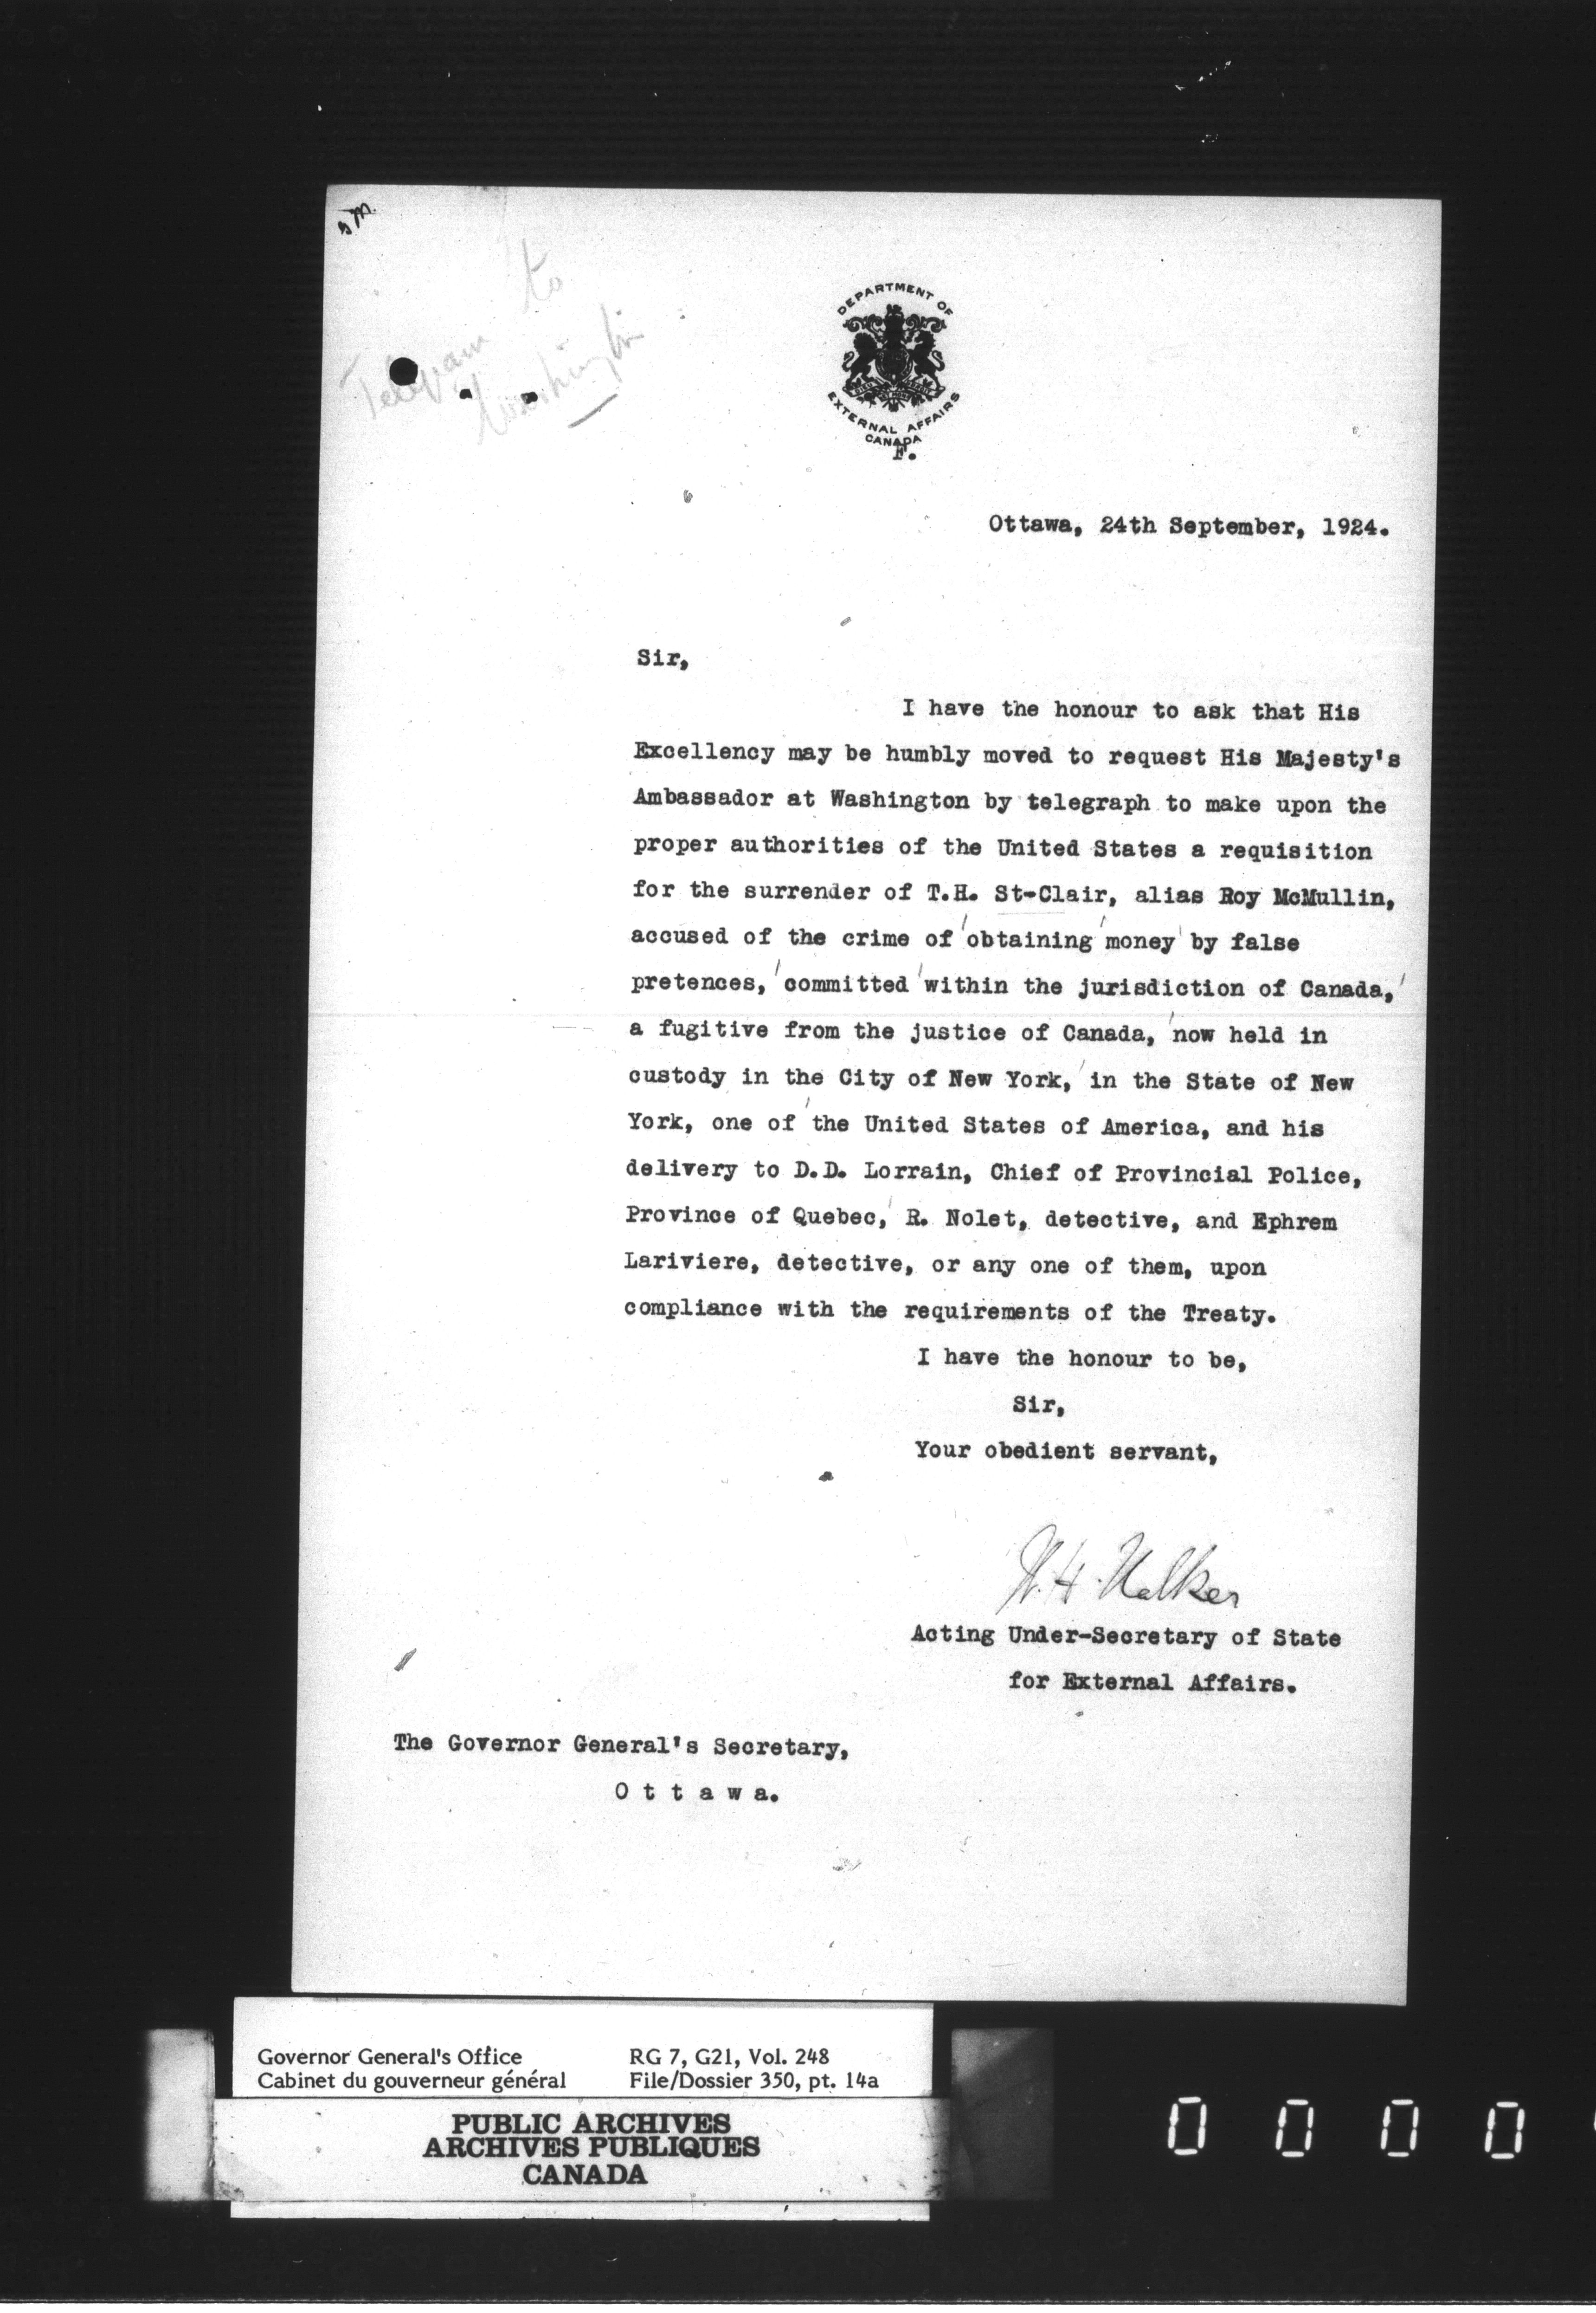 Telegram to
Washington
DEPARTMENT OF
EXTERNAL AFFAIRS
CANADA
F.
Ottawa, 24th September, 1924.
Sir,
I have the honour to ask that His
Excellency may be humbly moved to request His Majesty's
Ambassador at Washington by telegraph to make upon the
proper authorities of the United States a requisition
for the surrender of T.H. St-Clair, alias Roy McMullin,
accused of the crime of obtaining money by false
pretences, committed within the jurisdiction of Canada,
a fugitive from the justice of Canada, now held in
custody in the City of New York, in the State of New
York, one of the United States of America, and his
delivery to D.D. Lorrain, Chief of Provincial Police,
Province of Quebec, R. Nolet, detective, and Ephrem
Lariviere, detective, or any one of them, upon
compliance with the requirements of the Treaty.
I have the honour to be,
Sir,
Your obedient servant,
W.H. Walker
Acting Under-Secretary of State
for External Affairs.
The Governor General's Secretary,
O t t a w a.
Governor General's Office RG 7, G21, Vol. 248
Cabinet du gouverneur général File/Dossier 350, pt. 14a
PUBLIC ARCHIVES
ARCHIVES PUBLIQUES
CANADA
0 0 0 0